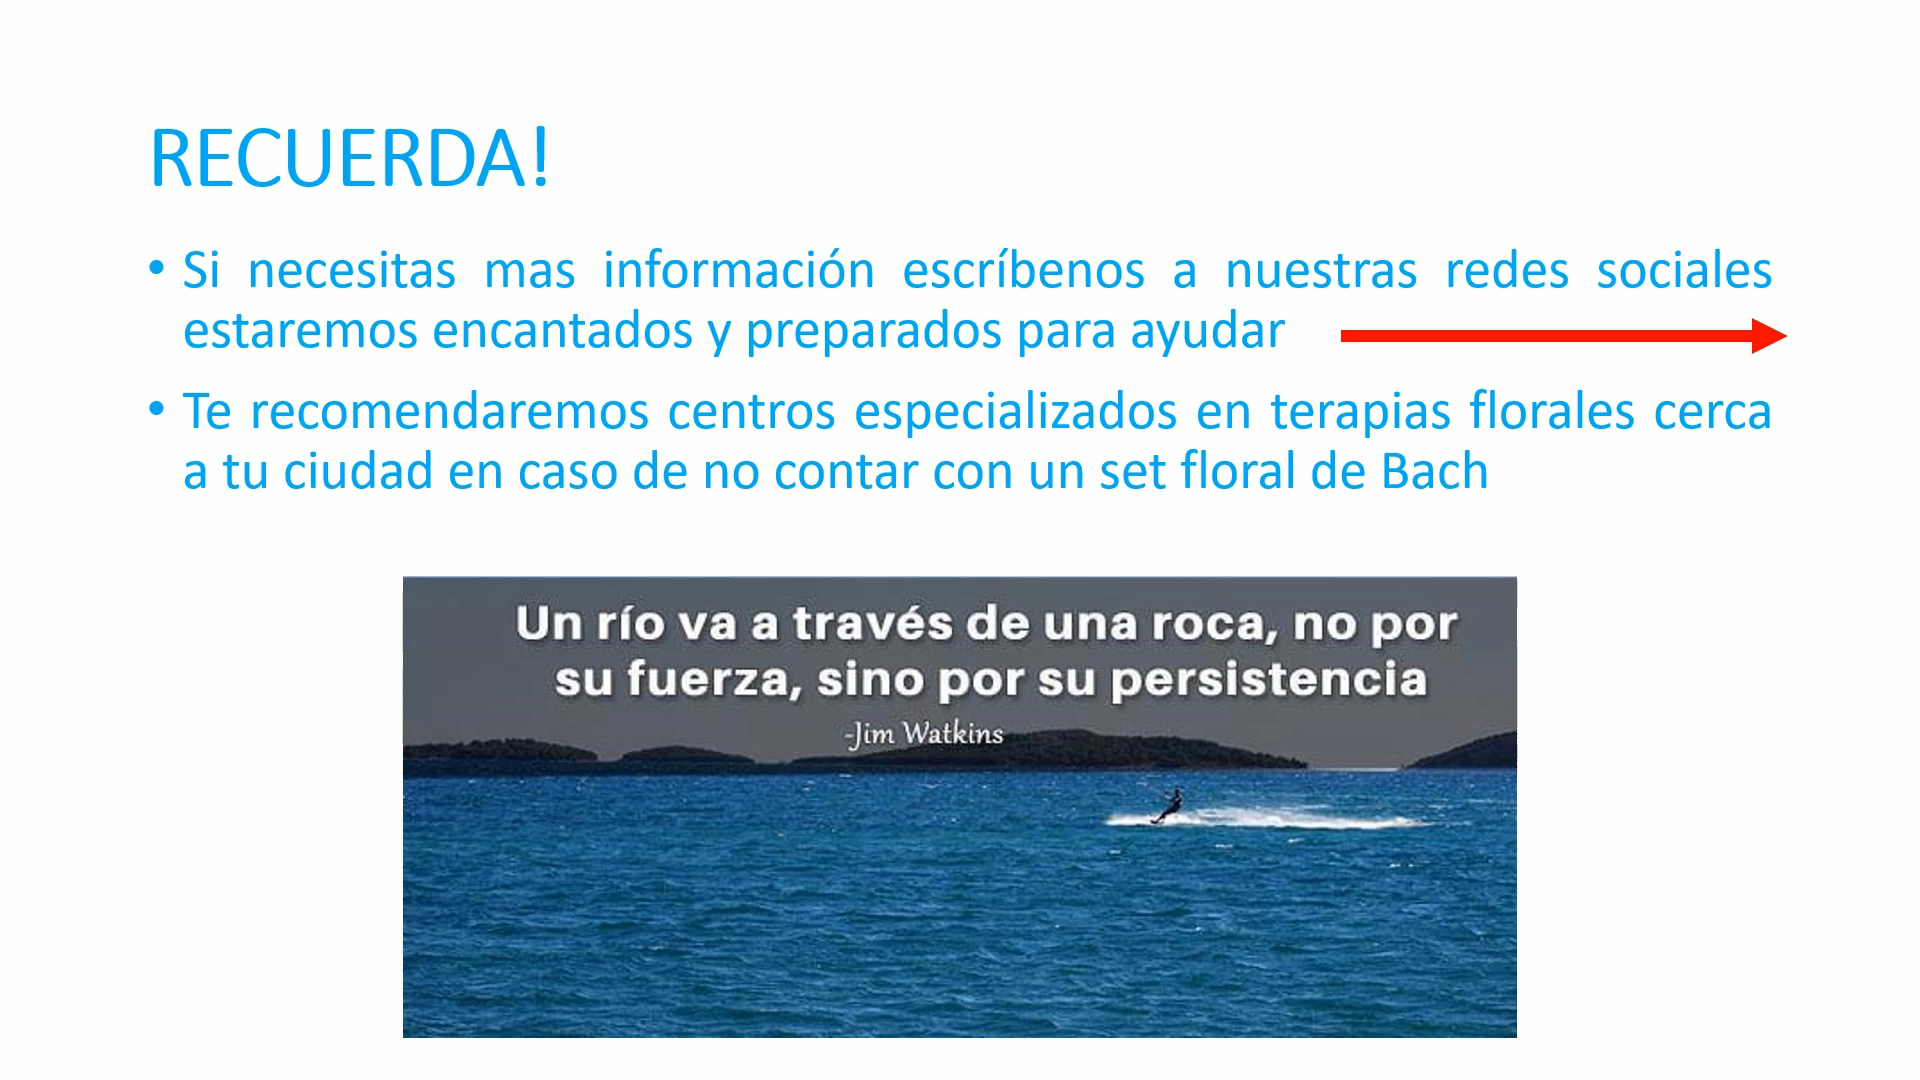 RECUERDA!
• Si necesitas mas información escríbenos a nuestras redes sociales
estaremos encantados y preparados para ayudar
• Te recomendaremos centros especializados en terapias florales cerca
a tu ciudad en caso de no contar con un set floral de Bach
Un río va a través de una roca, no por
su fuerza, sino por su persistencia
-Jim Watkins